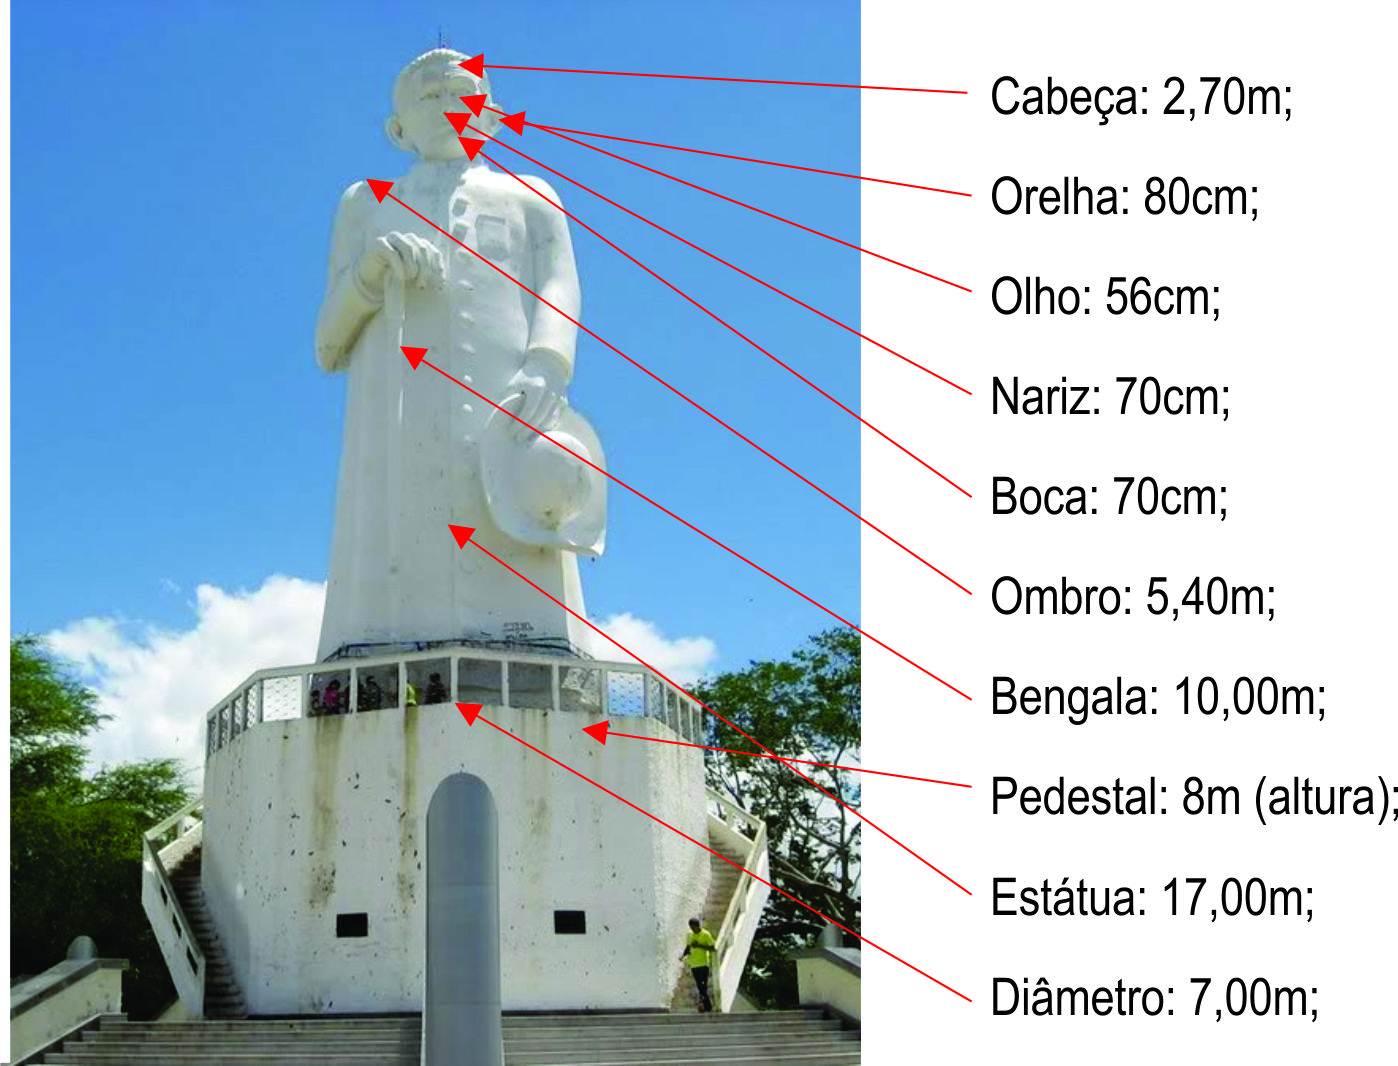 Cabeça: 2,70m;
Orelha: 80cm;
Olho: 56cm;
Nariz: 70cm;
Boca: 70cm;
Ombro: 5,40m;
Bengala: 10,00m;
Pedestal: 8m (altura);
Estátua: 17,00m;
Diâmetro: 7,00m;